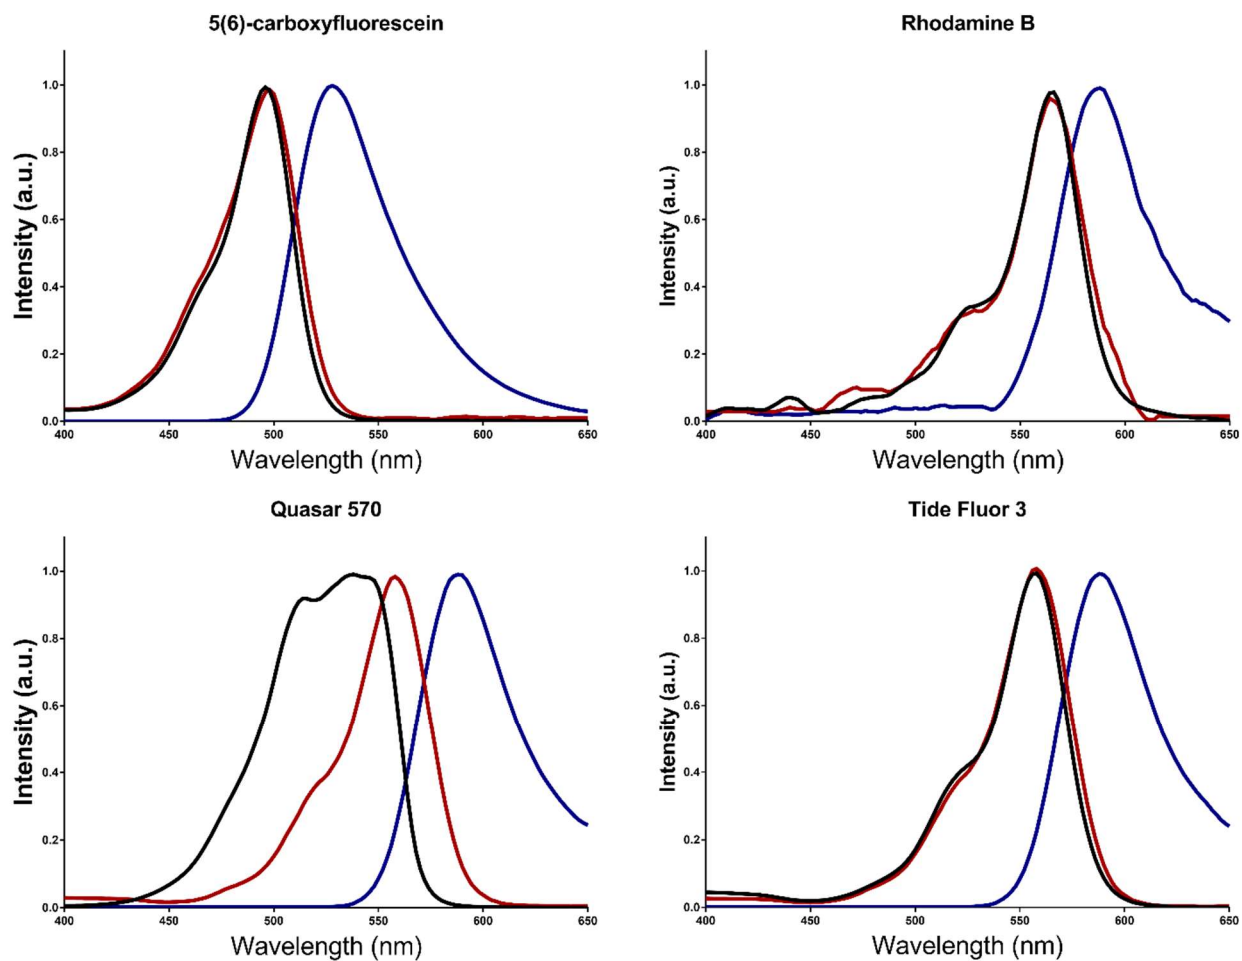 5(6)-carboxyfluorescein
Intensity (a.u.)
1.0
0.8
0.6
0.4
0.2
0.0
400 450 500 550 600 650
Wavelength (nm)
Rhodamine B
Intensity (a.u.)
1.0
0.8
0.6
0.4
0.2
0.0
400 450 500 550 600 650
Wavelength (nm)
Quasar 570
Intensity (a.u.)
1.0
0.8
0.6
0.4
0.2
0.0
400 450 500 550 600 650
Wavelength (nm)
Tide Fluor 3
Intensity (a.u.)
1.0
0.8
0.6
0.4
0.2
0.0
400 450 500 550 600 650
Wavelength (nm)